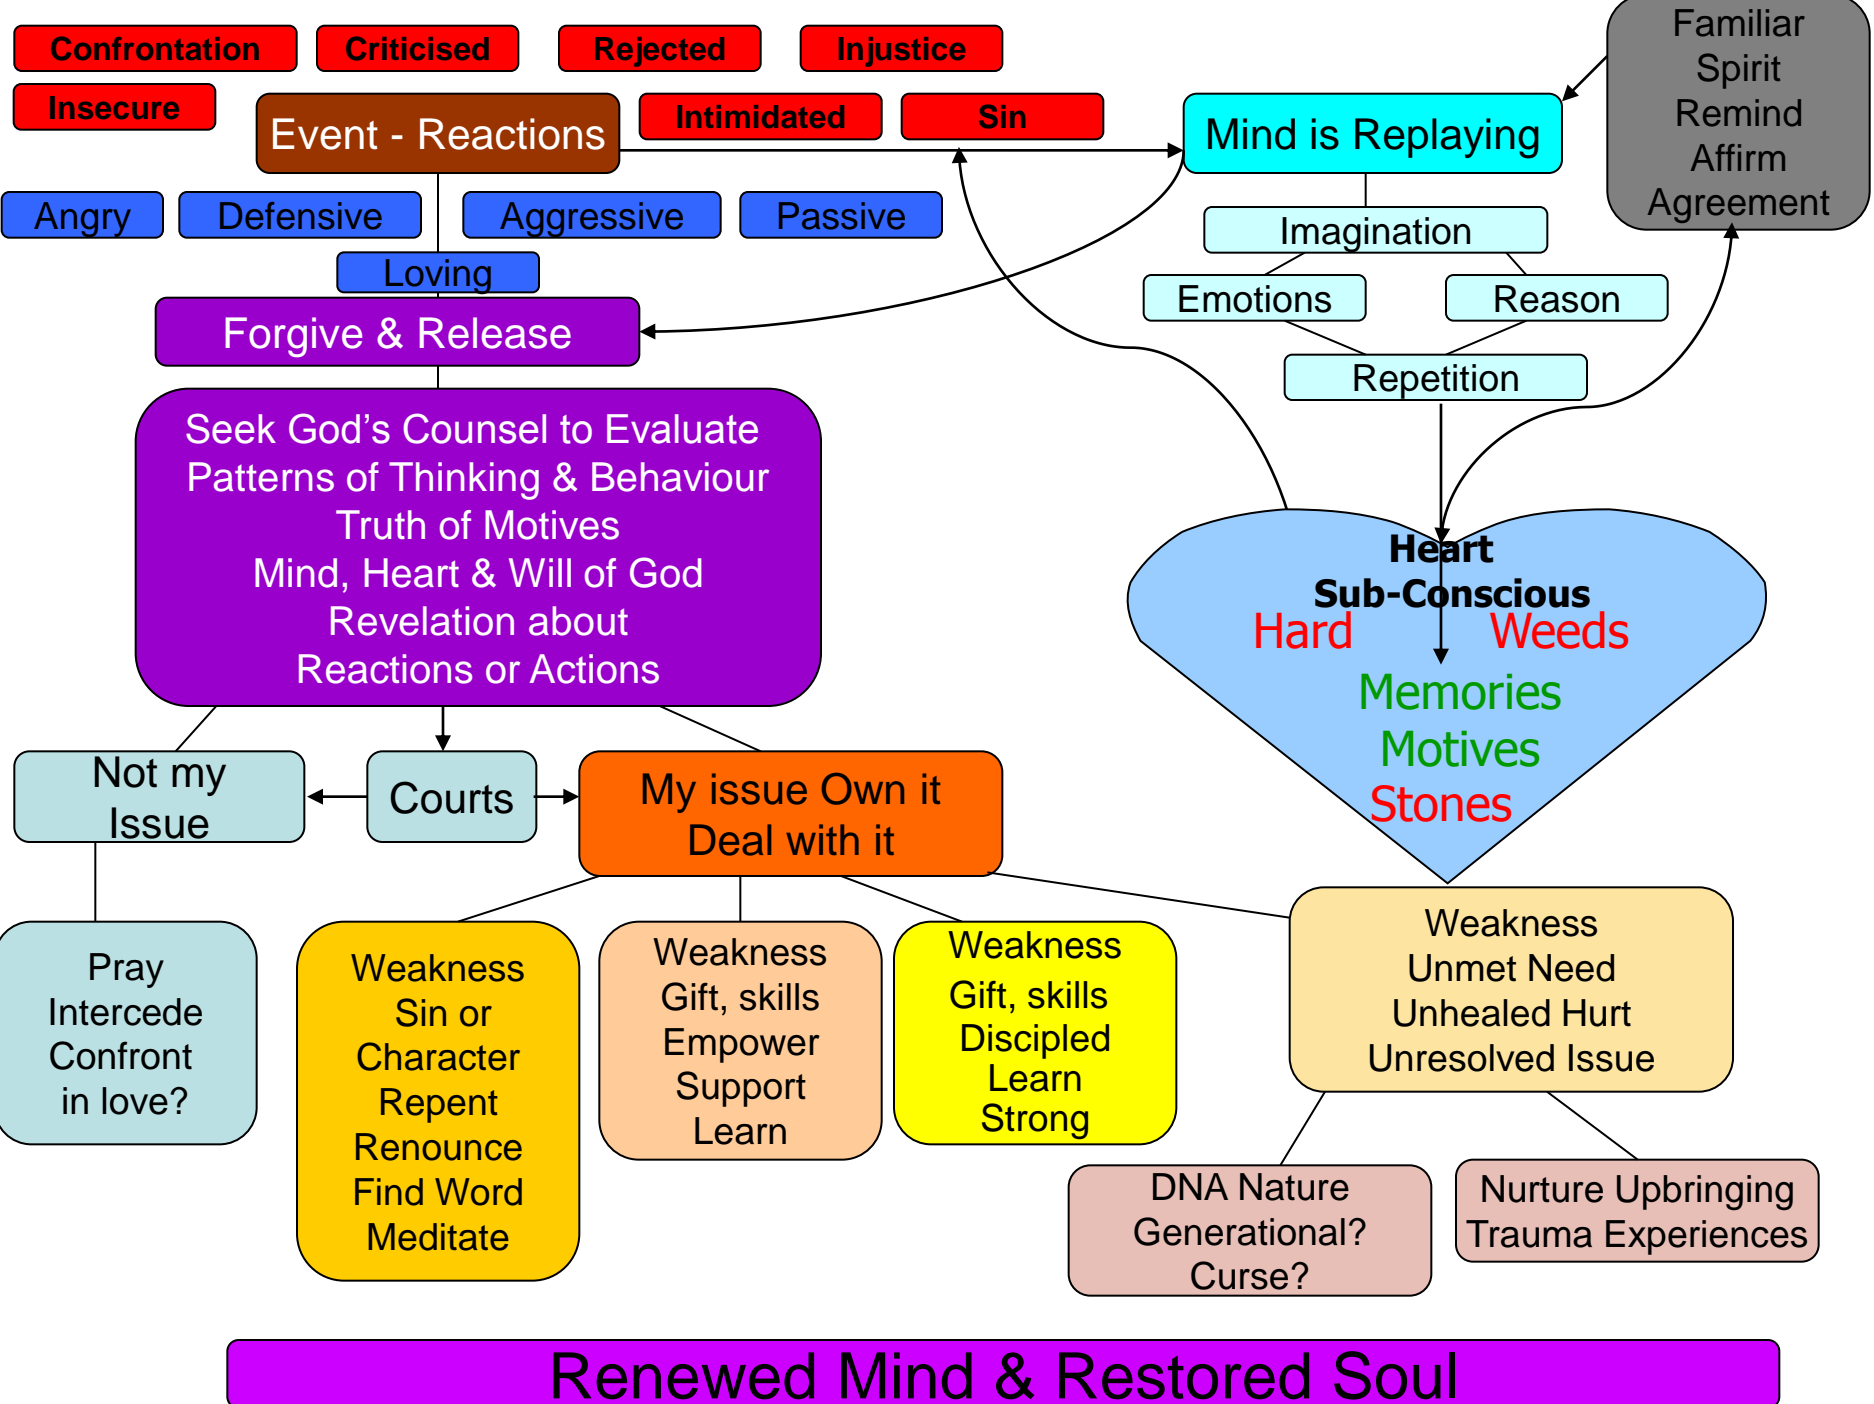 Confrontation
Criticised
Rejected
Injustice
Insecure
Event - Reactions
Intimidated
Sin
Mind is Replaying
Familiar
Spirit
Remind
Affirm
Agreement
Angry
Defensive
Aggressive
Passive
Loving
Imagination
Emotions
Reason
Repetition
Forgive & Release
Seek God’s Counsel to Evaluate
Patterns of Thinking & Behaviour
Truth of Motives
Mind, Heart & Will of God
Revelation about
Reactions or Actions
Heart
Sub-Conscious
Hard
Weeds
Memories
Motives
Stones
Not my
Issue
Courts
My issue Own it
Deal with it
Pray
Intercede
Confront
in love?
Weakness
Sin or
Character
Repent
Renounce
Find Word
Meditate
Weakness
Gift, skills
Empower
Support
Learn
Weakness
Gift, skills
Discipled
Learn
Strong
Weakness
Unmet Need
Unhealed Hurt
Unresolved Issue
DNA Nature
Generational?
Curse?
Nurture Upbringing
Trauma Experiences
Renewed Mind & Restored Soul